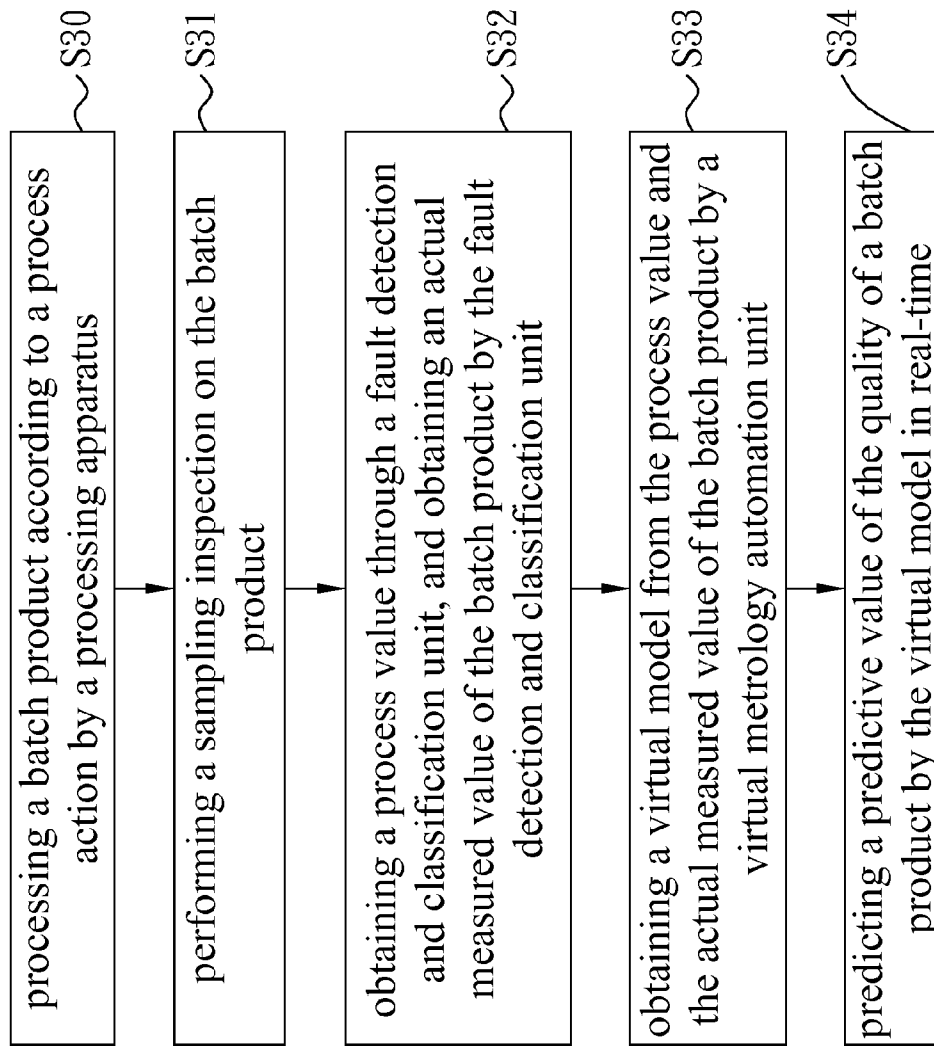 processing a batch product according to a process
action by a processing apparatus
S30
performing a sampling inspection on the batch
product
S31
obtaining a process value through a fault detection
and classification unit, and obtaining an actual
measured value of the batch product by the fault
detection and classification unit
S32
obtaining a virtual model from the process value and
the actual measured value of the batch product by a
virtual metrology automation unit
S33
predicting a predictive value of the quality of a batch
product by the virtual model in real-time
S34